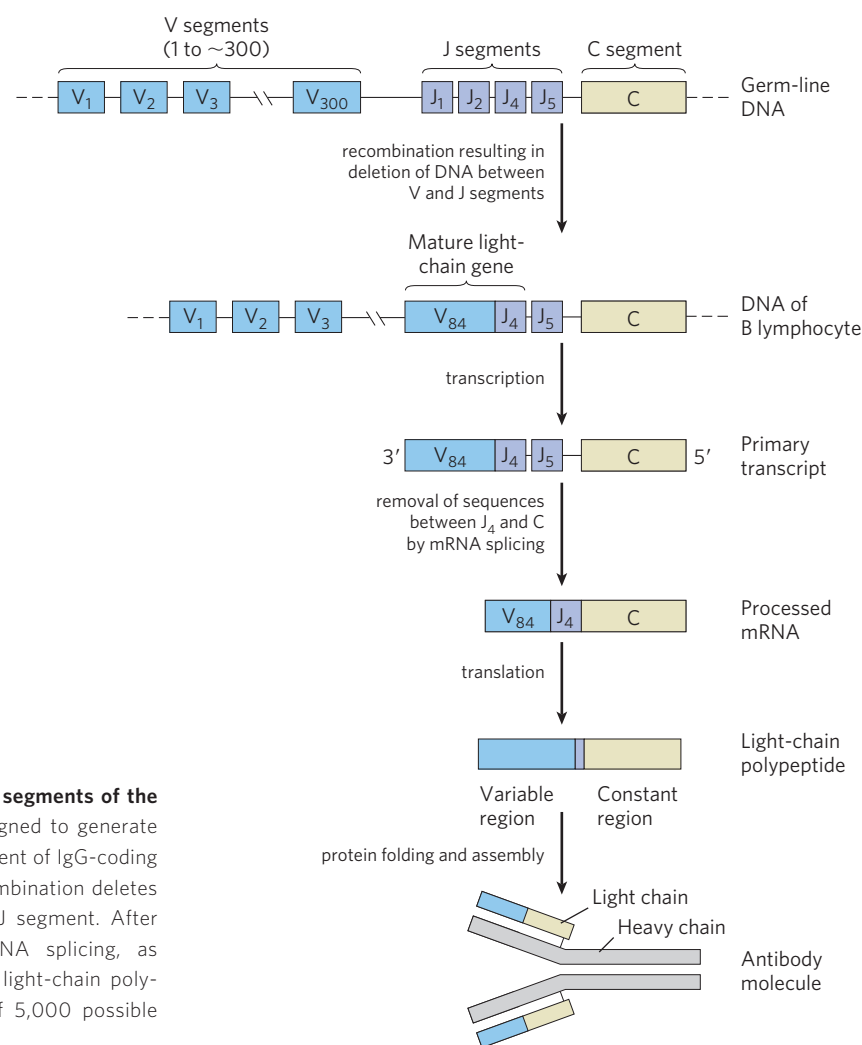 V segments
(1 to ~300)
J segments
C segment
V₁ V₂ V₃ V₃₀₀ J₁ J₂ J₄ J₅ C
Germ-line
DNA
recombination resulting in
deletion of DNA between
V and J segments
Mature light-
chain gene
V₁ V₂ V₃ V₈₄ J₄ J₅ C
DNA of
B lymphocyte
transcription
3′ V₈₄ J₄ J₅ C 5′
Primary
transcript
removal of sequences
between J₄ and C
by mRNA splicing
V₈₄ J₄ C
Processed
mRNA
translation
Light-chain
polypeptide
Variable
region
Constant
region
protein folding and assembly
Light chain
Heavy chain
Antibody
molecule
segments of the
gned to generate
ent of IgG-coding
mbination deletes
J segment. After
NA splicing, as
light-chain poly-
f 5,000 possible